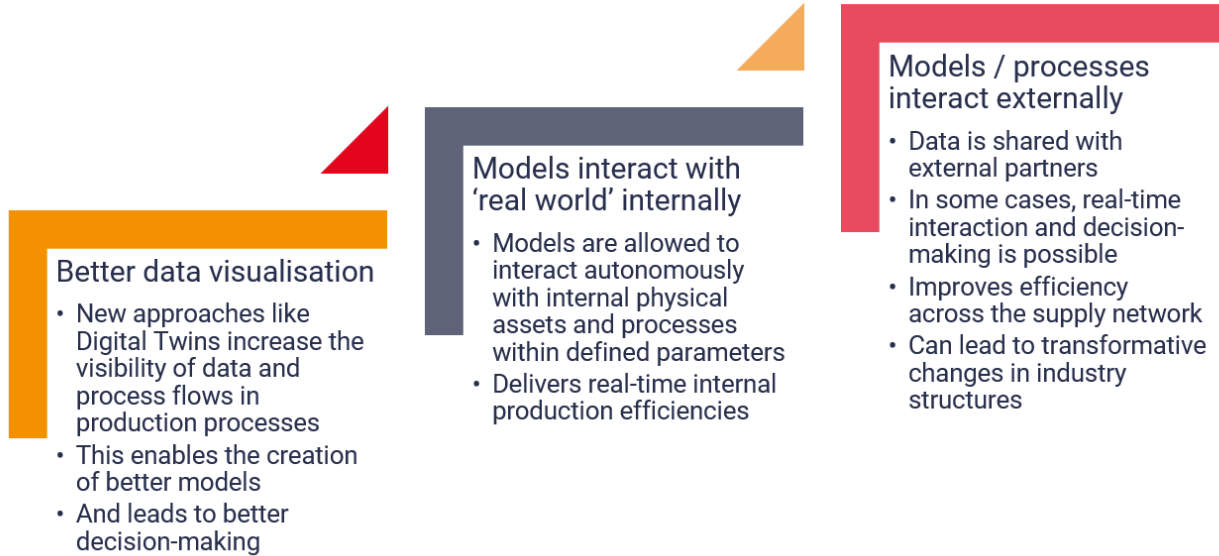 Better data visualisation
• New approaches like
Digital Twins increase the
visibility of data and
process flows in
production processes
• This enables the creation
of better models
• And leads to better
decision-making
Models interact with
‘real world’ internally
• Models are allowed to
interact autonomously
with internal physical
assets and processes
within defined parameters
• Delivers real-time internal
production efficiencies
Models / processes
interact externally
• Data is shared with
external partners
• In some cases, real-time
interaction and decision-
making is possible
• Improves efficiency
across the supply network
• Can lead to transformative
changes in industry
structures